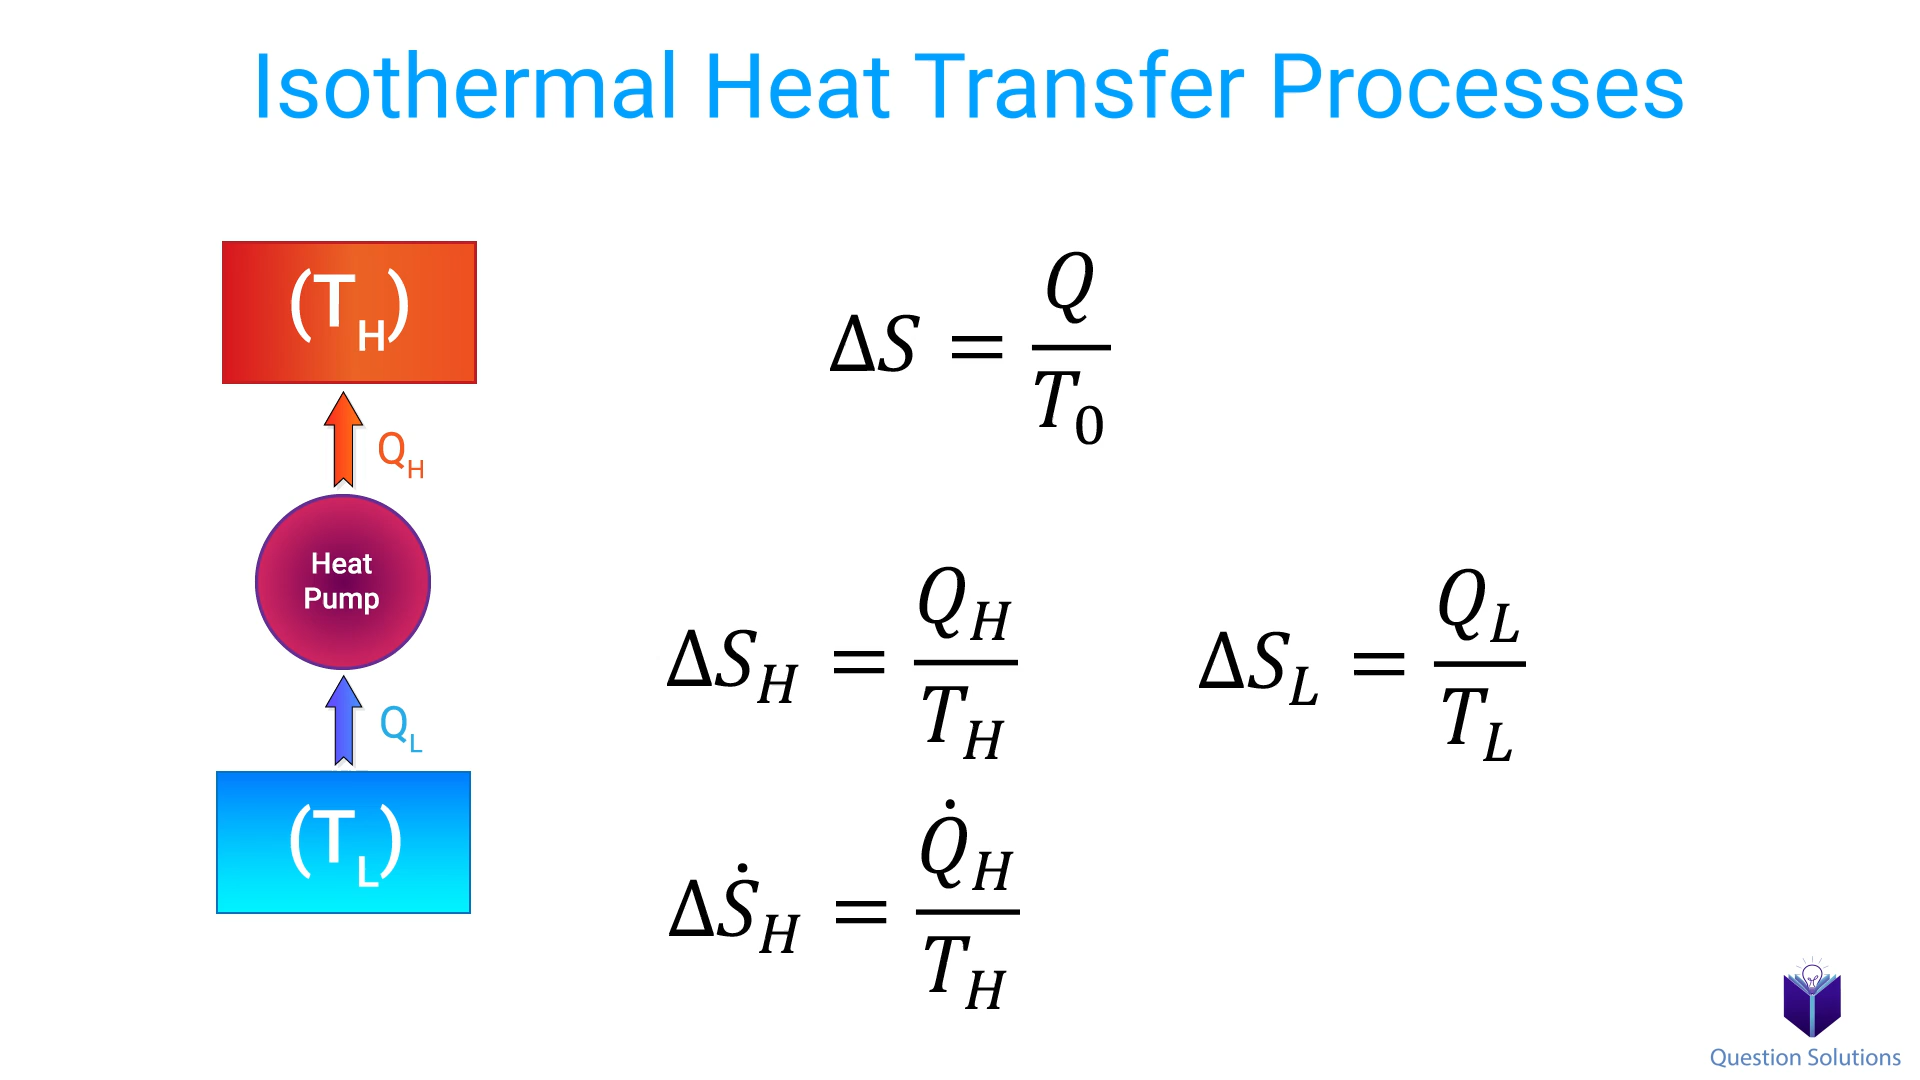 Isothermal Heat Transfer Processes
(T_H)
Q_H
Heat
Pump
Q_L
(T_L)
ΔS = Q/T_0
ΔS_H = Q_H/T_H
ΔS_L = Q_L/T_L
ΔṠ_H = Q̇_H/T_H
Question Solutions